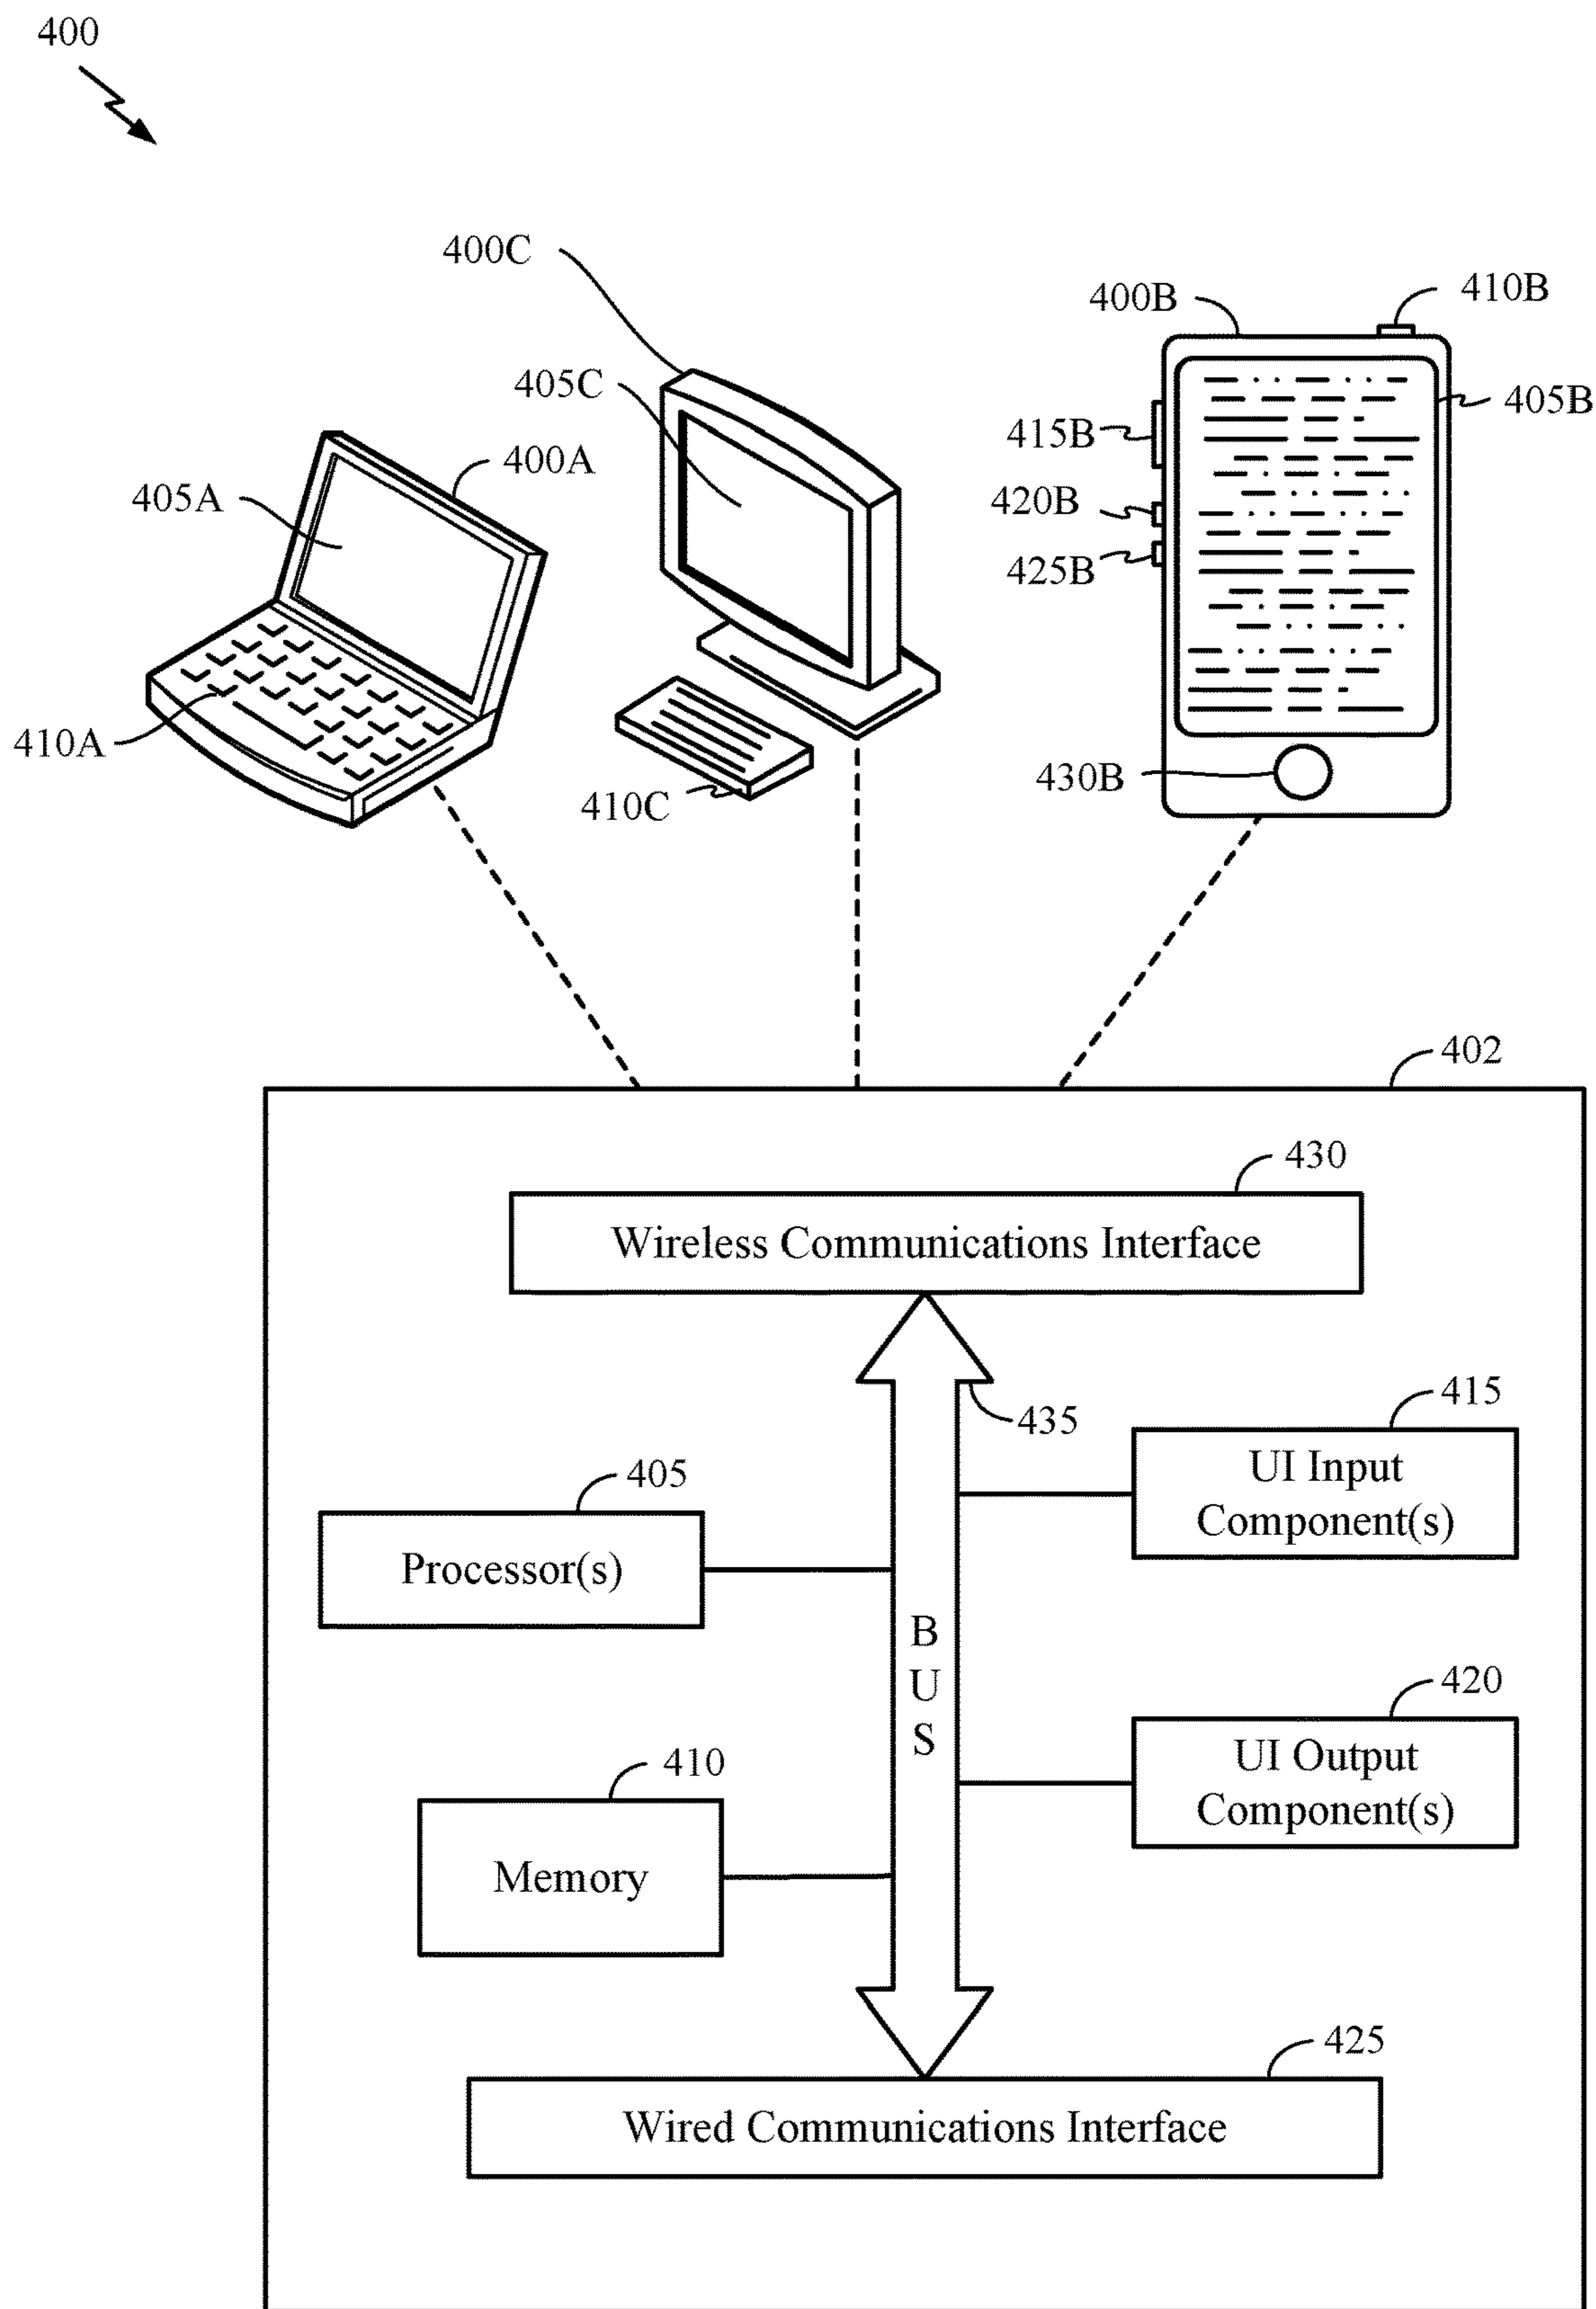 400
400C
410B
400B
405C
405B
415B
400A
405A
420B
425B
410A
430B
410C
402
430
Wireless Communications Interface
415
435
UI Input
Component(s)
405
Processor(s)
B
U
S
420
UI Output
Component(s)
410
Memory
425
Wired Communications Interface